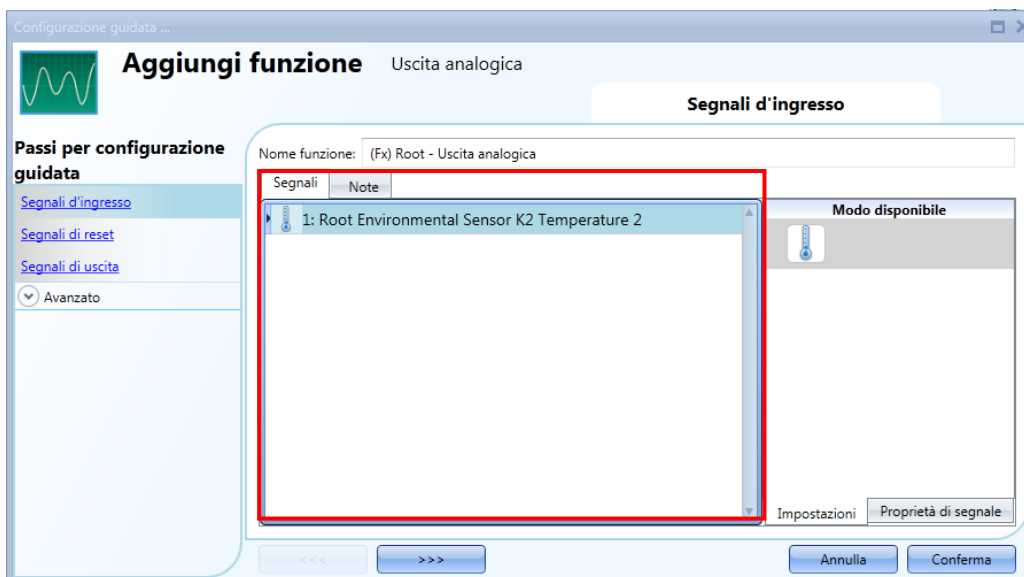 Configurazione guidata ...
Aggiungi funzione Uscita analogica
Segnali d'ingresso
Passi per configurazione guidata
Segnali d'ingresso
Segnali di reset
Segnali di uscita
Avanzato
Nome funzione: (Fx) Root - Uscita analogica
Segnali Note
1: Root Environmental Sensor K2 Temperature 2
Modo disponibile
Impostazioni Proprietà di segnale
<<< >>> Annulla Conferma